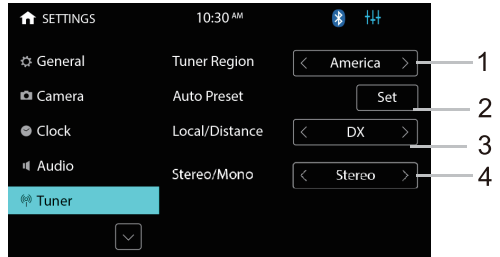 SETTINGS 10:30 AM
General Tuner Region America 1
Camera Auto Preset Set 2
Clock Local/Distance DX 3
Audio Stereo/Mono Stereo 4
Tuner